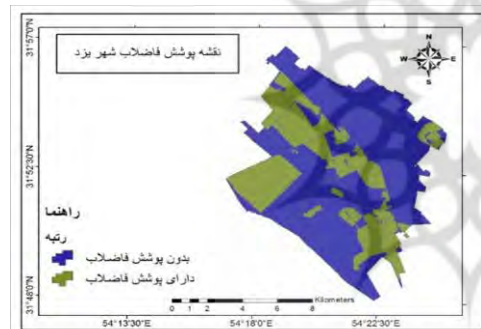 نقشه پوشش فاضلاب شهر یزد
N
W E
S
31°57'0"N
31°52'30"N
31°48'0"N
راهنما
رتبه
بدون پوشش فاضلاب
دارای پوشش فاضلاب
0 1 2 4 6 8 Kilometers
54°13'30"E 54°18'0"E 54°22'30"E